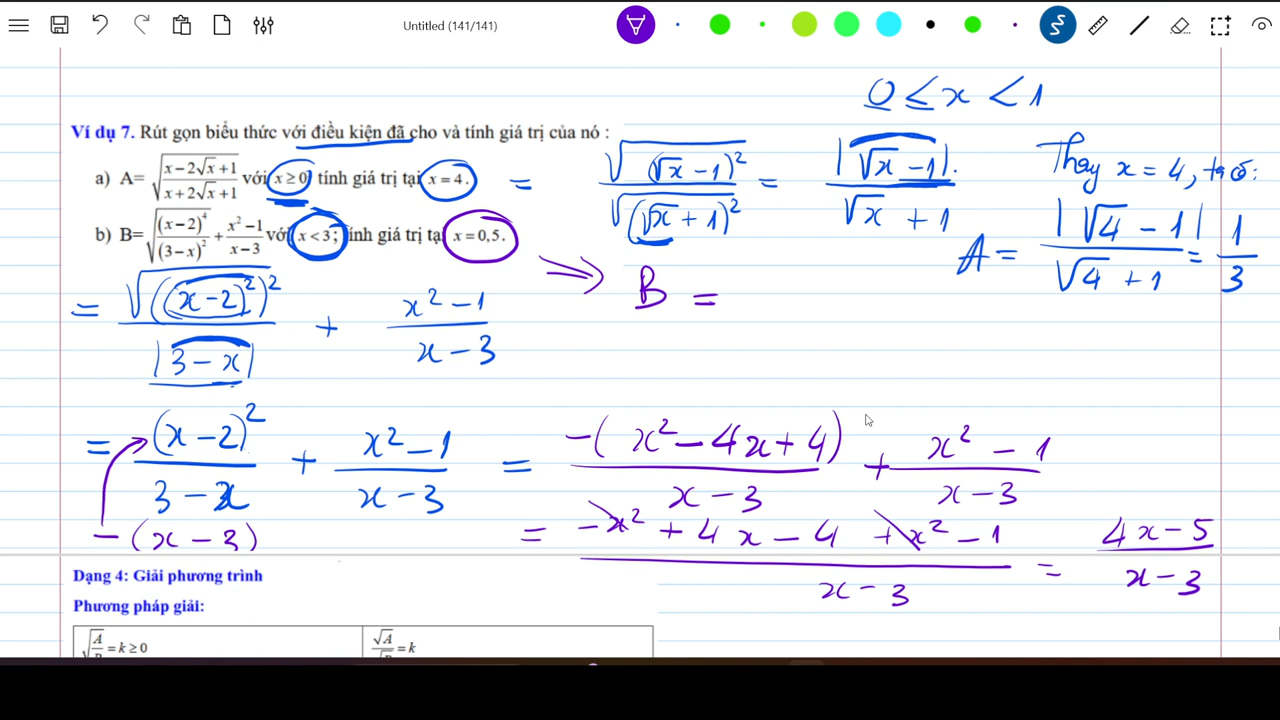 Untitled (141/141)
0 ≤ x < 1
Ví dụ 7. Rút gọn biểu thức với điều kiện đã cho và tính giá trị của nó :
a) A= √((x−2√x+1)/(x+2√x+1)) với x ≥ 0; tính giá trị tại x = 4. = √((√x −1)²)/√((√x +1)²) = |√x −1|/(√x + 1).
Thay x = 4, ta có:
A = |√4 − 1|/(√4 + 1) = 1/3
b) B= √((x−2)⁴/(3−x)²) + (x²−1)/(x−3) với x < 3; tính giá trị tại x = 0,5.
= √(((x−2)²)²)/|3−x| + (x²−1)/(x−3)
⇒ B =
= (x−2)²/(3−x) + (x²−1)/(x−3) = −(x²−4x+4)/(x−3) + (x²−1)/(x−3)
−(x−3)
= (−x² + 4x − 4 + x² − 1)/(x−3) = (4x−5)/(x−3)
Dạng 4: Giải phương trình
Phương pháp giải:
√(A/B) = k ≥ 0
√A/√B = k